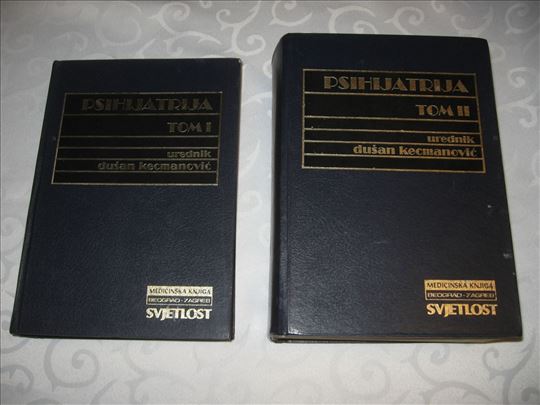 PSIHIJATRIJA
TOM I
urednik
dušan kecmanović
MEDICINSKA KNJIGA
BEOGRAD - ZAGREB
SVJETLOST
PSIHIJATRIJA
TOM II
urednik
dušan kecmanović
MEDICINSKA KNJIGA
BEOGRAD - ZAGREB
SVJETLOST